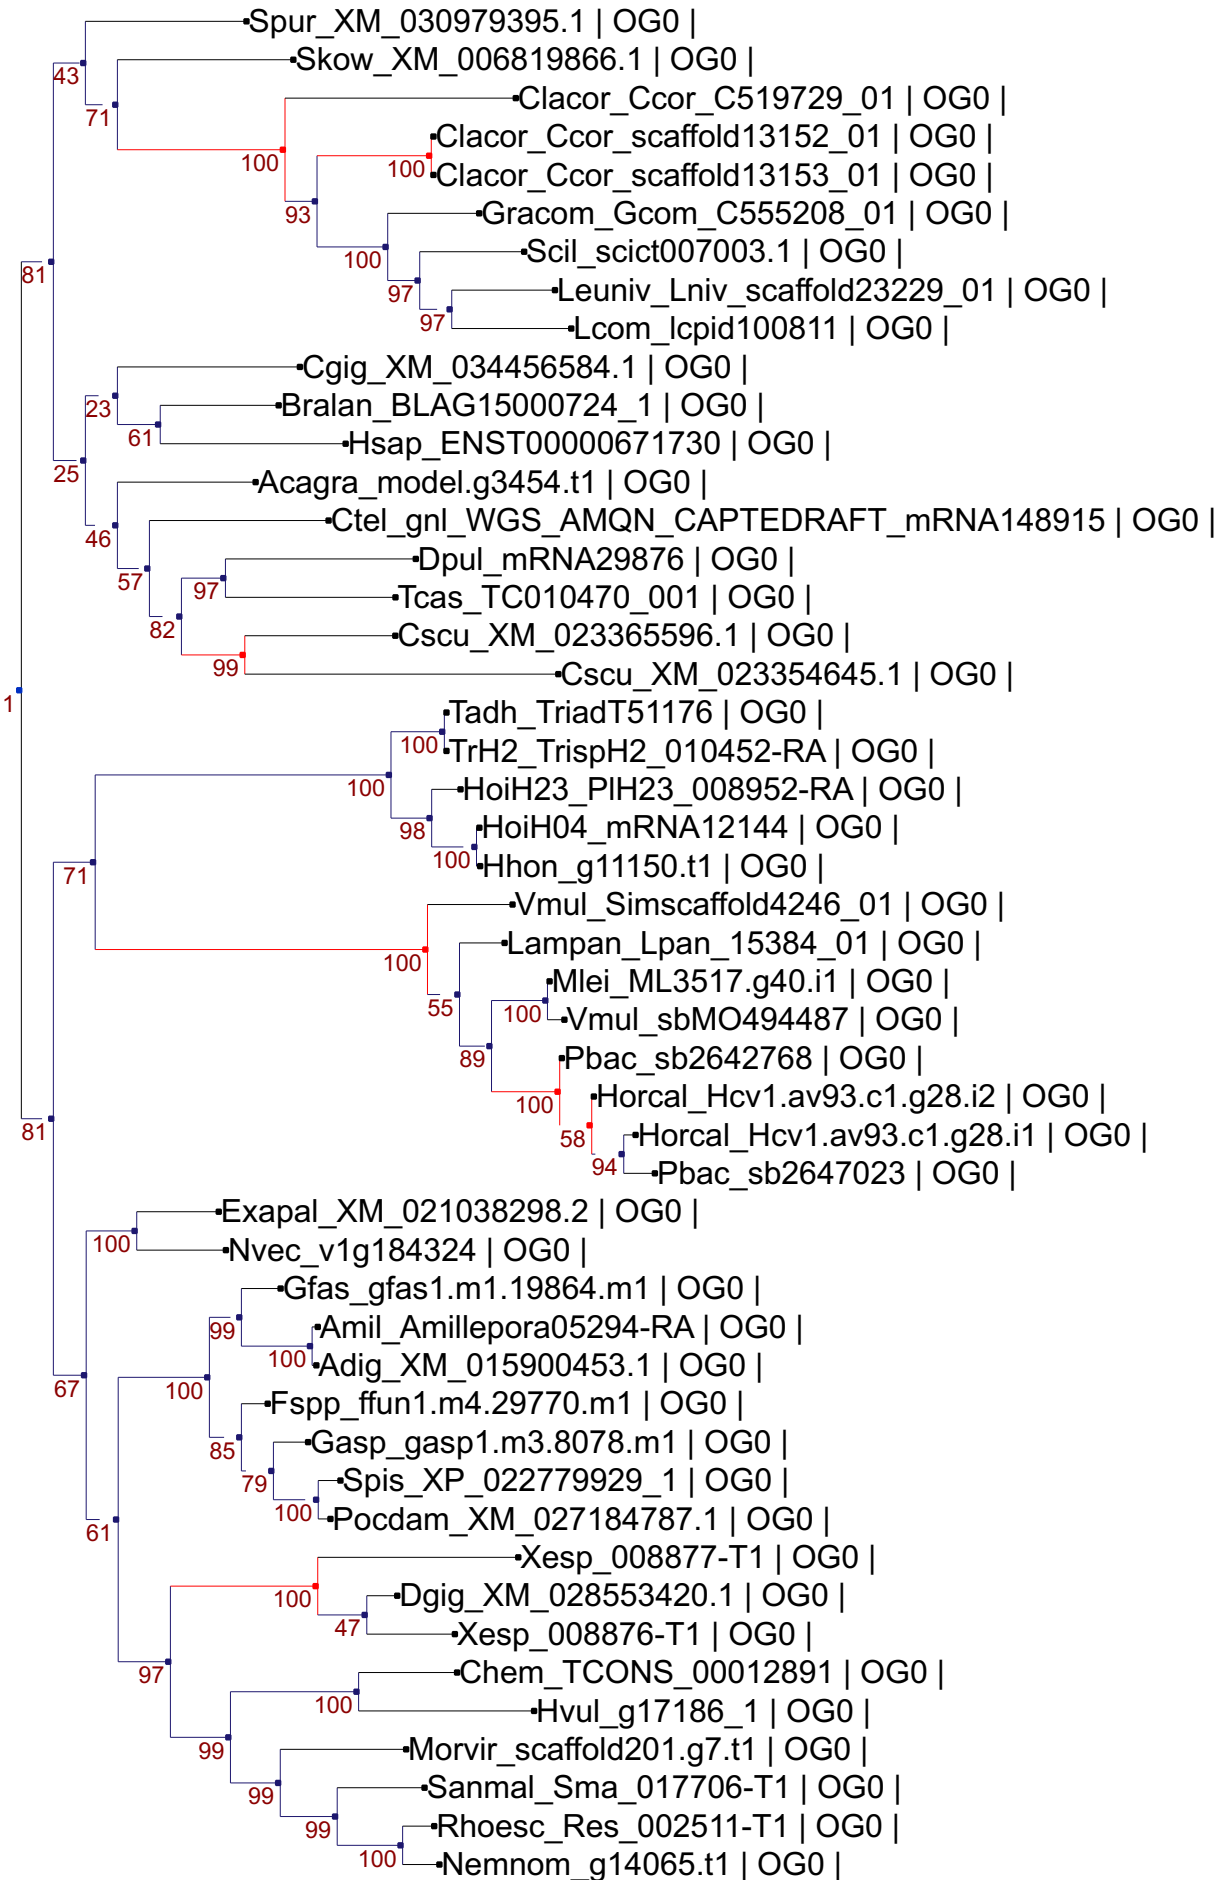 Spur_XM_030979395.1 | OG0 |
43
Skow_XM_006819866.1 | OG0 |
71
Clacor_Ccor_C519729_01 | OG0 |
100
Clacor_Ccor_scaffold13152_01 | OG0 |
100
Clacor_Ccor_scaffold13153_01 | OG0 |
93
Gracom_Gcom_C555208_01 | OG0 |
100
Scil_scict007003.1 | OG0 |
81
97
Leuniv_Lniv_scaffold23229_01 | OG0 |
97
Lcom_lcpid100811 | OG0 |
Cgig_XM_034456584.1 | OG0 |
23
Bralan_BLAG15000724_1 | OG0 |
61
Hsap_ENST00000671730 | OG0 |
25
Acagra_model.g3454.t1 | OG0 |
46
Ctel_gnl_WGS_AMQN_CAPTEDRAFT_mRNA148915 | OG0 |
57
Dpul_mRNA29876 | OG0 |
97
Tcas_TC010470_001 | OG0 |
82
Cscu_XM_023365596.1 | OG0 |
99
Cscu_XM_023354645.1 | OG0 |
1
Tadh_TriadT51176 | OG0 |
100
TrH2_TrispH2_010452-RA | OG0 |
100
HoiH23_PlH23_008952-RA | OG0 |
98
HoiH04_mRNA12144 | OG0 |
100
Hhon_g11150.t1 | OG0 |
71
Vmul_Simscaffold4246_01 | OG0 |
100
Lampan_Lpan_15384_01 | OG0 |
55
Mlei_ML3517.g40.i1 | OG0 |
100
Vmul_sbMO494487 | OG0 |
89
Pbac_sb2642768 | OG0 |
100
Horcal_Hcv1.av93.c1.g28.i2 | OG0 |
81
58
Horcal_Hcv1.av93.c1.g28.i1 | OG0 |
94
Pbac_sb2647023 | OG0 |
Exapal_XM_021038298.2 | OG0 |
100
Nvec_v1g184324 | OG0 |
Gfas_gfas1.m1.19864.m1 | OG0 |
99
Amil_Amillepora05294-RA | OG0 |
100
Adig_XM_015900453.1 | OG0 |
67
100
Fspp_ffun1.m4.29770.m1 | OG0 |
85
Gasp_gasp1.m3.8078.m1 | OG0 |
79
Spis_XP_022779929_1 | OG0 |
100
Pocdam_XM_027184787.1 | OG0 |
61
Xesp_008877-T1 | OG0 |
100
Dgig_XM_028553420.1 | OG0 |
47
Xesp_008876-T1 | OG0 |
97
Chem_TCONS_00012891 | OG0 |
100
Hvul_g17186_1 | OG0 |
99
Morvir_scaffold201.g7.t1 | OG0 |
99
Sanmal_Sma_017706-T1 | OG0 |
99
Rhoesc_Res_002511-T1 | OG0 |
100
Nemnom_g14065.t1 | OG0 |